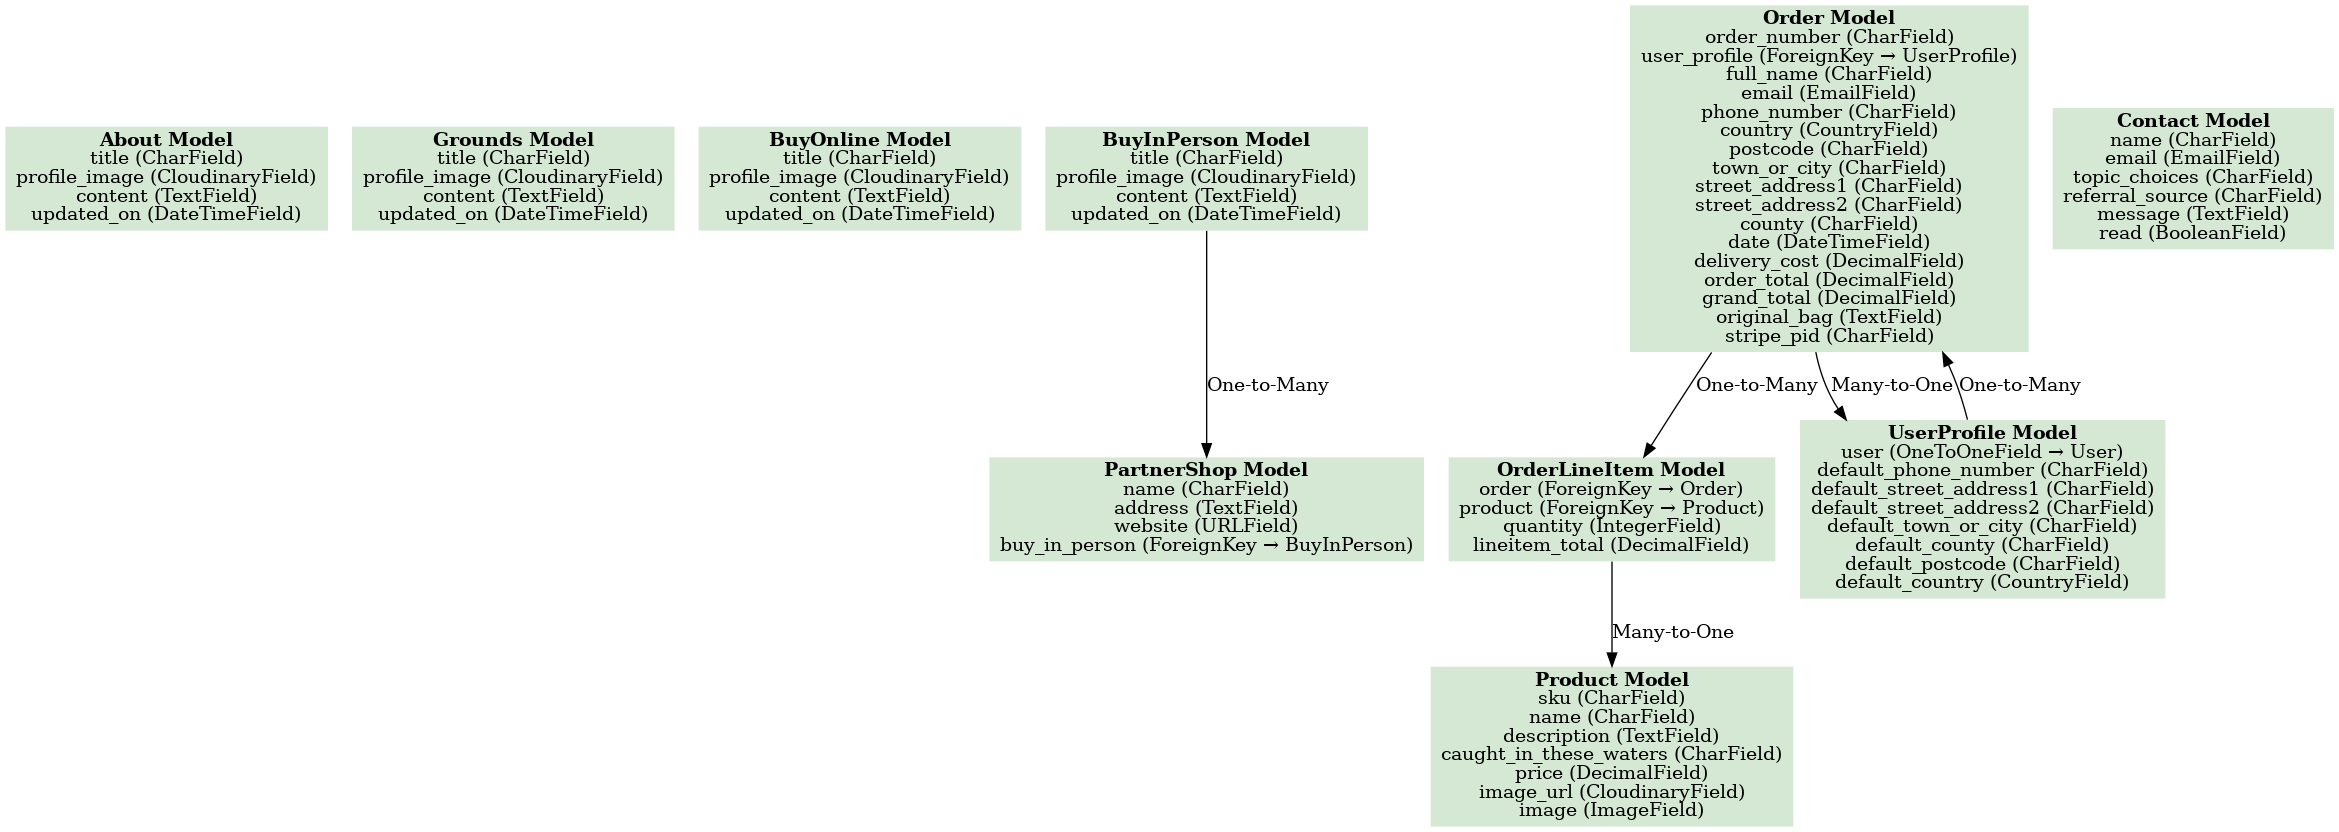 About Model
title (CharField)
profile_image (CloudinaryField)
content (TextField)
updated_on (DateTimeField)
Grounds Model
title (CharField)
profile_image (CloudinaryField)
content (TextField)
updated_on (DateTimeField)
BuyOnline Model
title (CharField)
profile_image (CloudinaryField)
content (TextField)
updated_on (DateTimeField)
BuyInPerson Model
title (CharField)
profile_image (CloudinaryField)
content (TextField)
updated_on (DateTimeField)
Order Model
order_number (CharField)
user_profile (ForeignKey → UserProfile)
full_name (CharField)
email (EmailField)
phone_number (CharField)
country (CountryField)
postcode (CharField)
town_or_city (CharField)
street_address1 (CharField)
street_address2 (CharField)
county (CharField)
date (DateTimeField)
delivery_cost (DecimalField)
order_total (DecimalField)
grand_total (DecimalField)
original_bag (TextField)
stripe_pid (CharField)
Contact Model
name (CharField)
email (EmailField)
topic_choices (CharField)
referral_source (CharField)
message (TextField)
read (BooleanField)
One-to-Many
One-to-Many
Many-to-One
One-to-Many
PartnerShop Model
name (CharField)
address (TextField)
website (URLField)
buy_in_person (ForeignKey → BuyInPerson)
OrderLineItem Model
order (ForeignKey → Order)
product (ForeignKey → Product)
quantity (IntegerField)
lineitem_total (DecimalField)
UserProfile Model
user (OneToOneField → User)
default_phone_number (CharField)
default_street_address1 (CharField)
default_street_address2 (CharField)
default_town_or_city (CharField)
default_county (CharField)
default_postcode (CharField)
default_country (CountryField)
Many-to-One
Product Model
sku (CharField)
name (CharField)
description (TextField)
caught_in_these_waters (CharField)
price (DecimalField)
image_url (CloudinaryField)
image (ImageField)